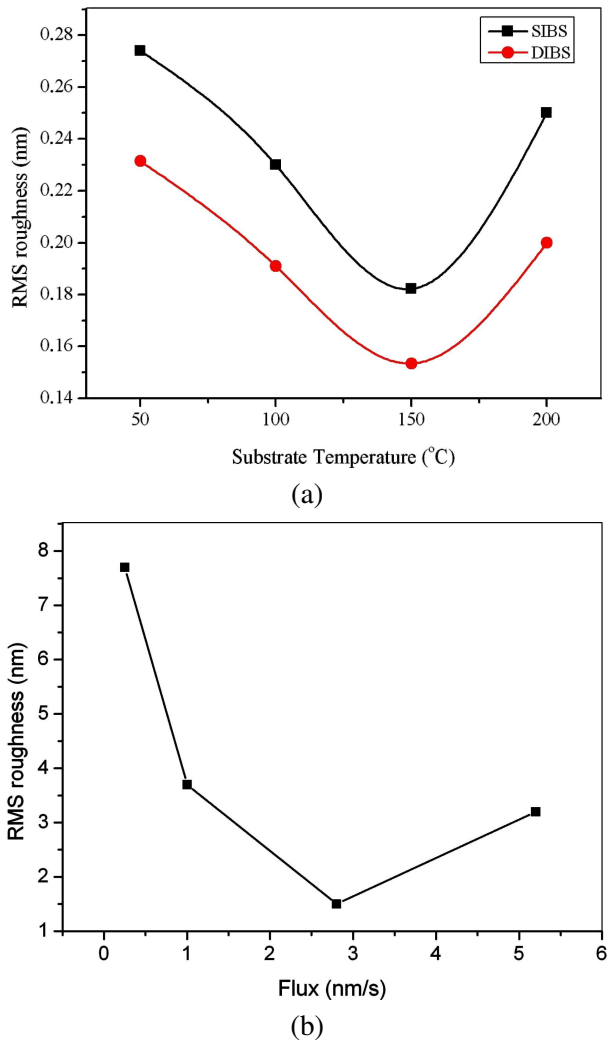 SIBS
DIBS
0.28
0.26
0.24
0.22
0.20
0.18
0.16
0.14
RMS roughness (nm)
50 100 150 200
Substrate Temperature (°C)
(a)
8
7
6
5
4
3
2
1
RMS roughness (nm)
0 1 2 3 4 5 6
Flux (nm/s)
(b)